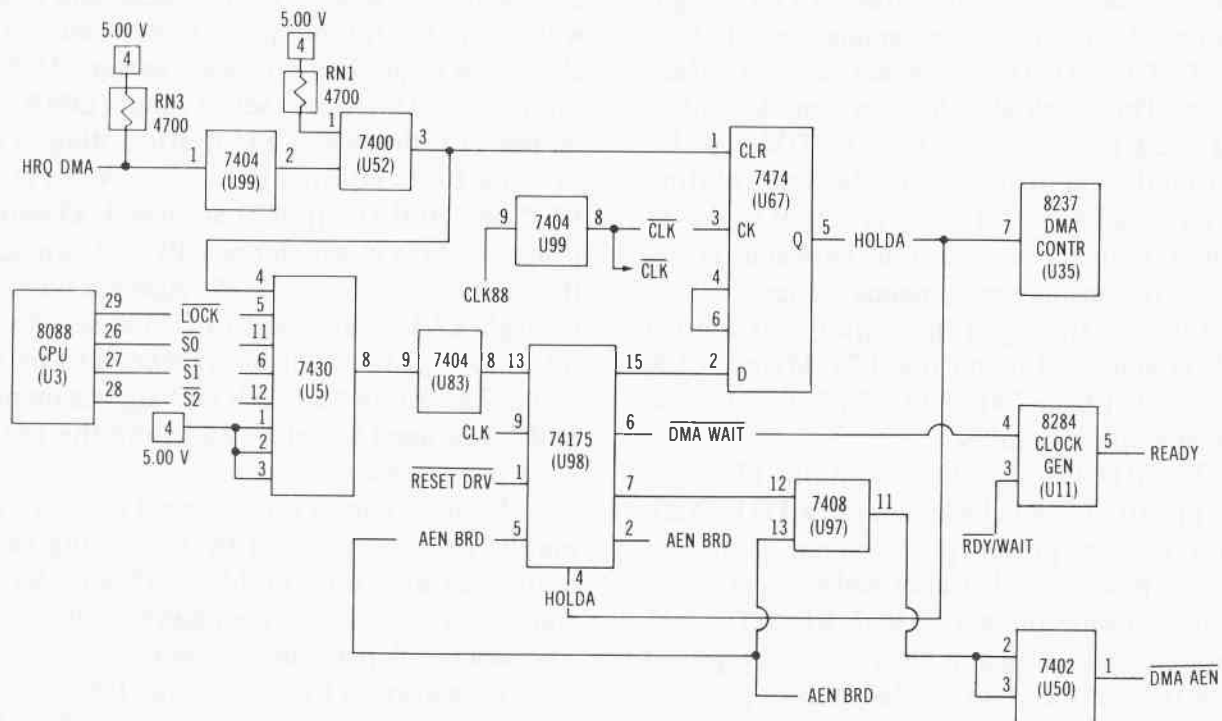 5.00 V
4
RN3
4700
5.00 V
4
RN1
4700
HRQ DMA
1
7404
(U99)
2
1
7400
(U52)
3
1
CLR
7474
(U67)
3
CK
Q
5
HOLDA
4
6
2
D
7
8237
DMA
CONTR
(U35)
9
7404
U99
8
CLK
CLK
CLK88
8088
CPU
(U3)
29
LOCK
26
S0
27
S1
28
S2
4
5.00 V
4
5
11
6
12
1
2
3
7430
(U5)
8
9
7404
(U83)
8
13
15
CLK
9
74175
(U98)
6
DMA WAIT
RESET DRV
1
7
AEN BRD
5
2
AEN BRD
4
HOLDA
12
13
7408
(U97)
11
4
8284
CLOCK
GEN
(U11)
5
READY
3
RDY/WAIT
AEN BRD
2
3
7402
(U50)
1
DMA AEN